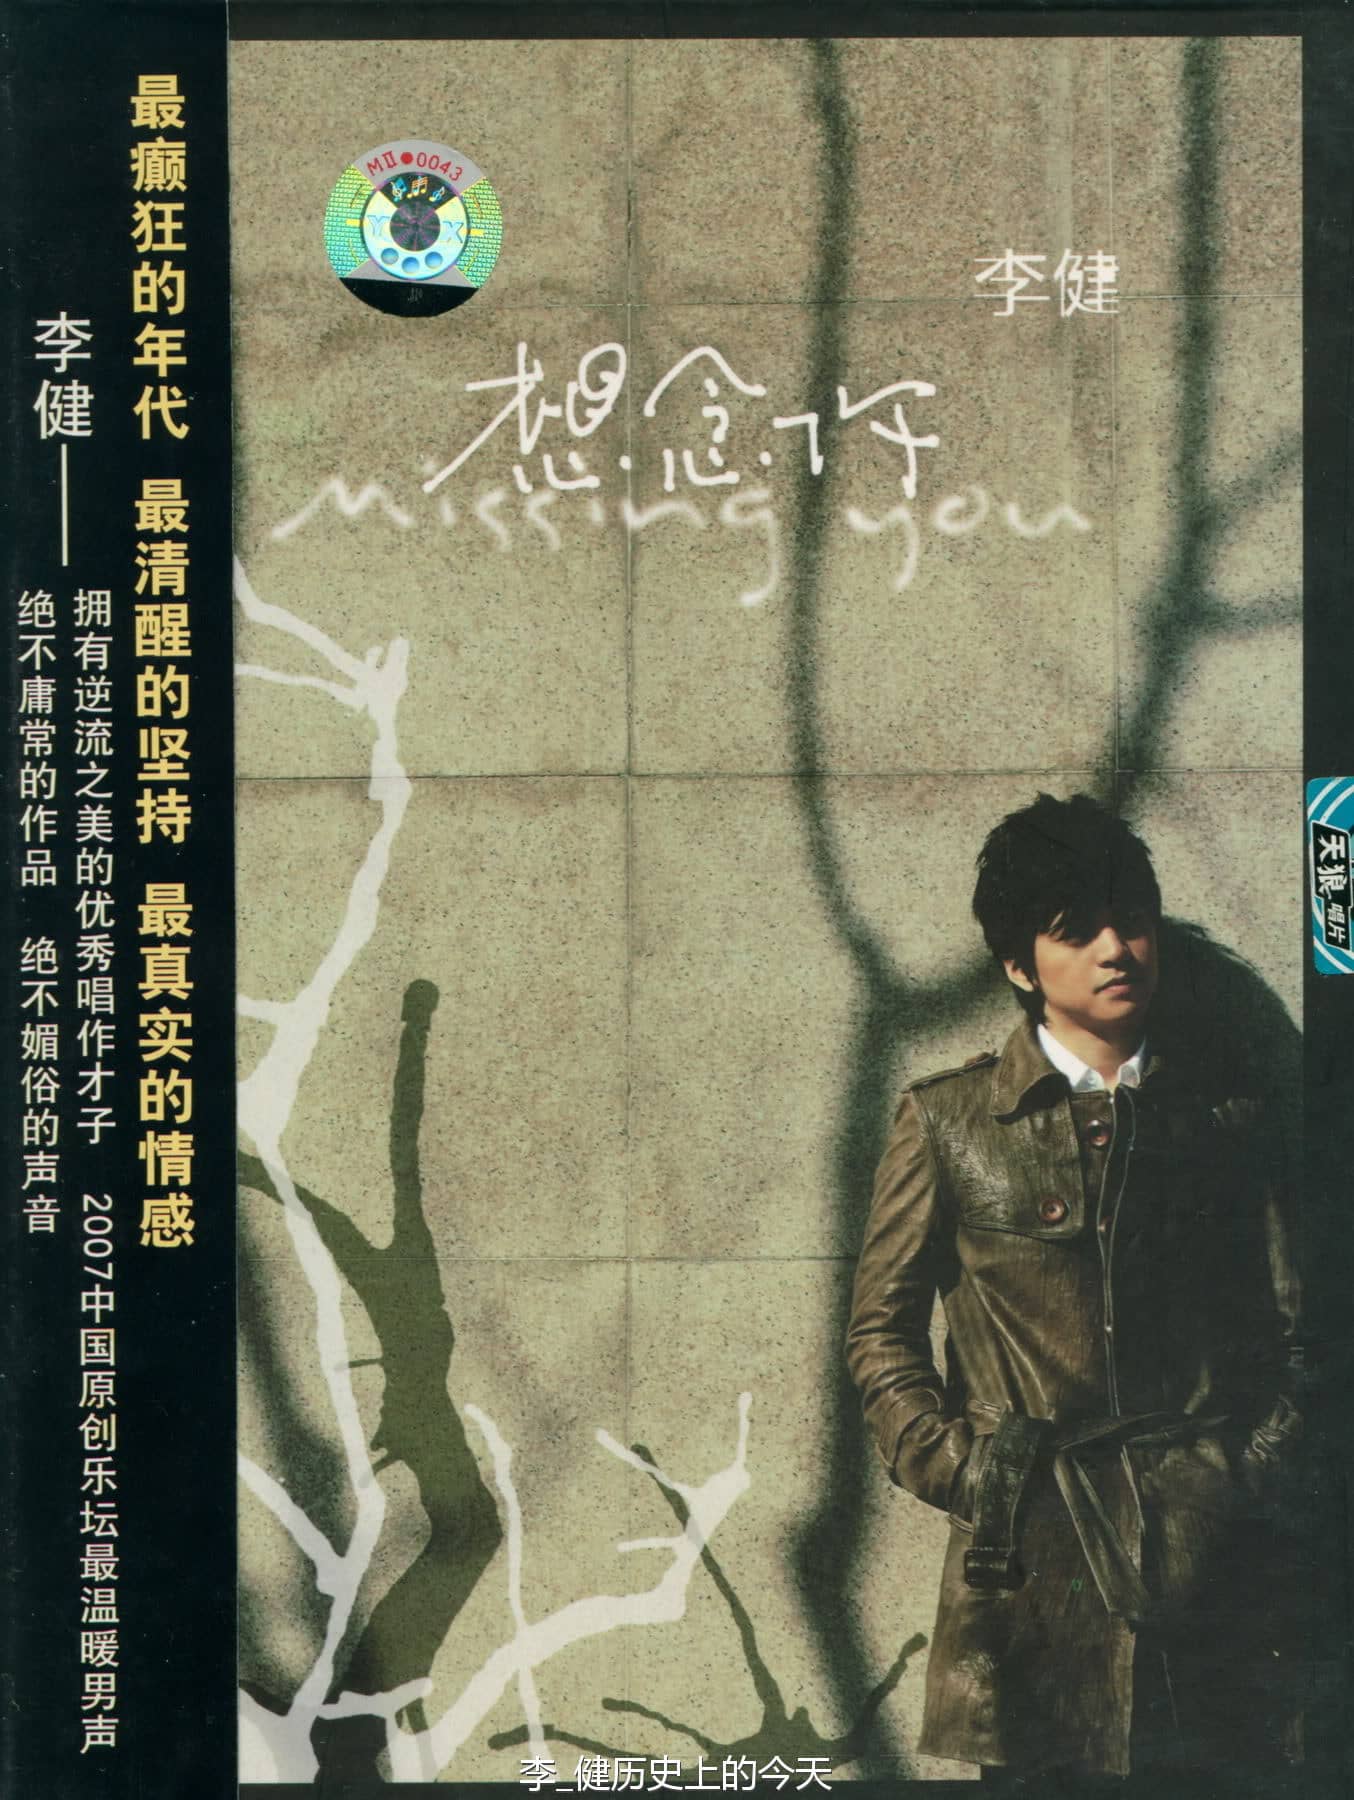 最癫狂的年代 最清醒的坚持 最真实的情感
李健——
拥有逆流之美的优秀唱作才子 2007中国原创乐坛最温暖男声
绝不庸常的作品 绝不媚俗的声音
MⅡ●0043
Y X
李健
想·念·你
missing you
天狼唱片
李_健历史上的今天